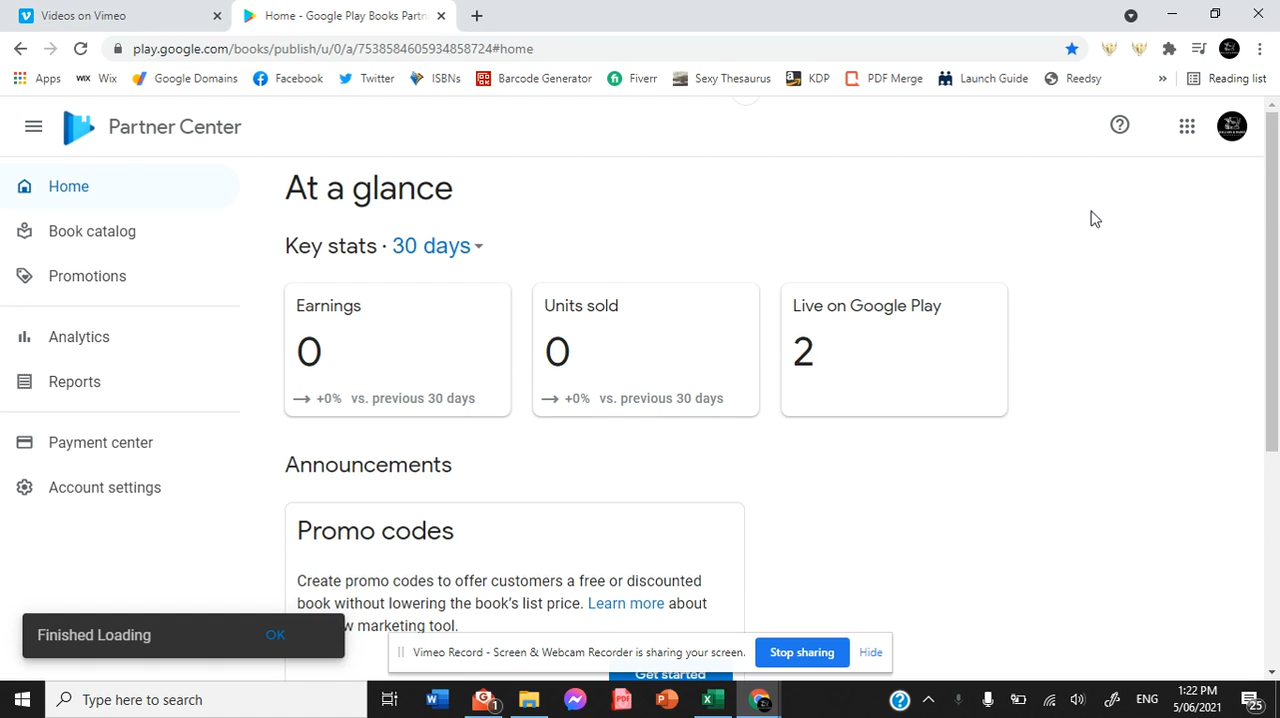 Videos on Vimeo
Home - Google Play Books Partn
play.google.com/books/publish/u/0/a/7538584605934858724#home
Apps
WIX Wix
Google Domains
Facebook
Twitter
ISBNs
Barcode Generator
Fiverr
Sexy Thesaurus
KDP
PDF Merge
Launch Guide
Reedsy
»
Reading list
Partner Center
Home
Book catalog
Promotions
Analytics
Reports
Payment center
Account settings
At a glance
Key stats · 30 days
Earnings
0
+0% vs. previous 30 days
Units sold
0
+0% vs. previous 30 days
Live on Google Play
2
Announcements
Promo codes
Create promo codes to offer customers a free or discounted
book without lowering the book's list price. Learn more about
w marketing tool.
Get started
Finished Loading
OK
Vimeo Record - Screen & Webcam Recorder is sharing your screen.
Stop sharing
Hide
Type here to search
1
ENG
1:22 PM
5/06/2021
25